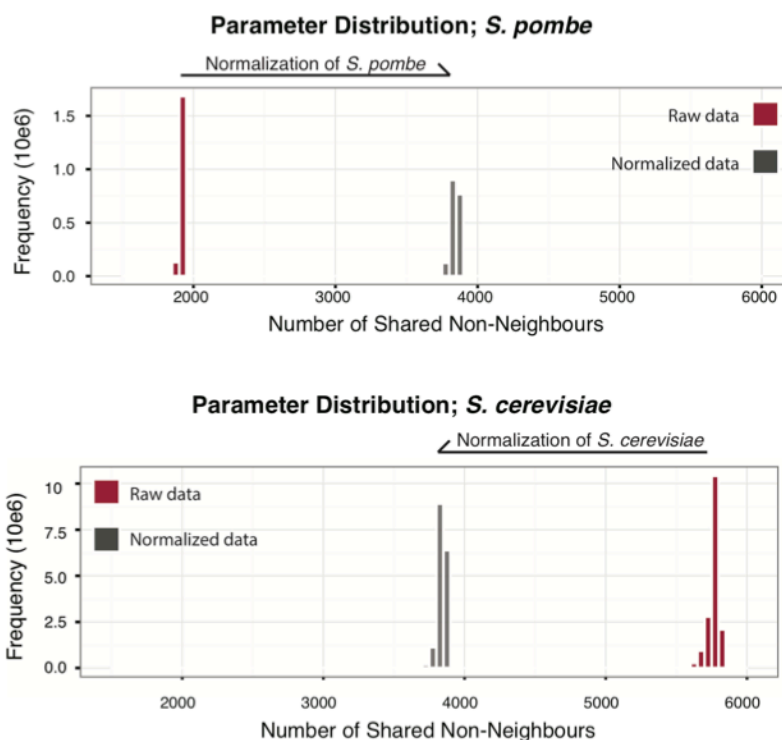 Parameter Distribution; S. pombe
Normalization of S. pombe
Frequency (10e6)
1.5
1.0
0.5
0.0
Raw data
Normalized data
2000 3000 4000 5000 6000
Number of Shared Non-Neighbours
Parameter Distribution; S. cerevisiae
Normalization of S. cerevisiae
Frequency (10e6)
10
7.5
5.0
2.5
0.0
Raw data
Normalized data
2000 3000 4000 5000 6000
Number of Shared Non-Neighbours